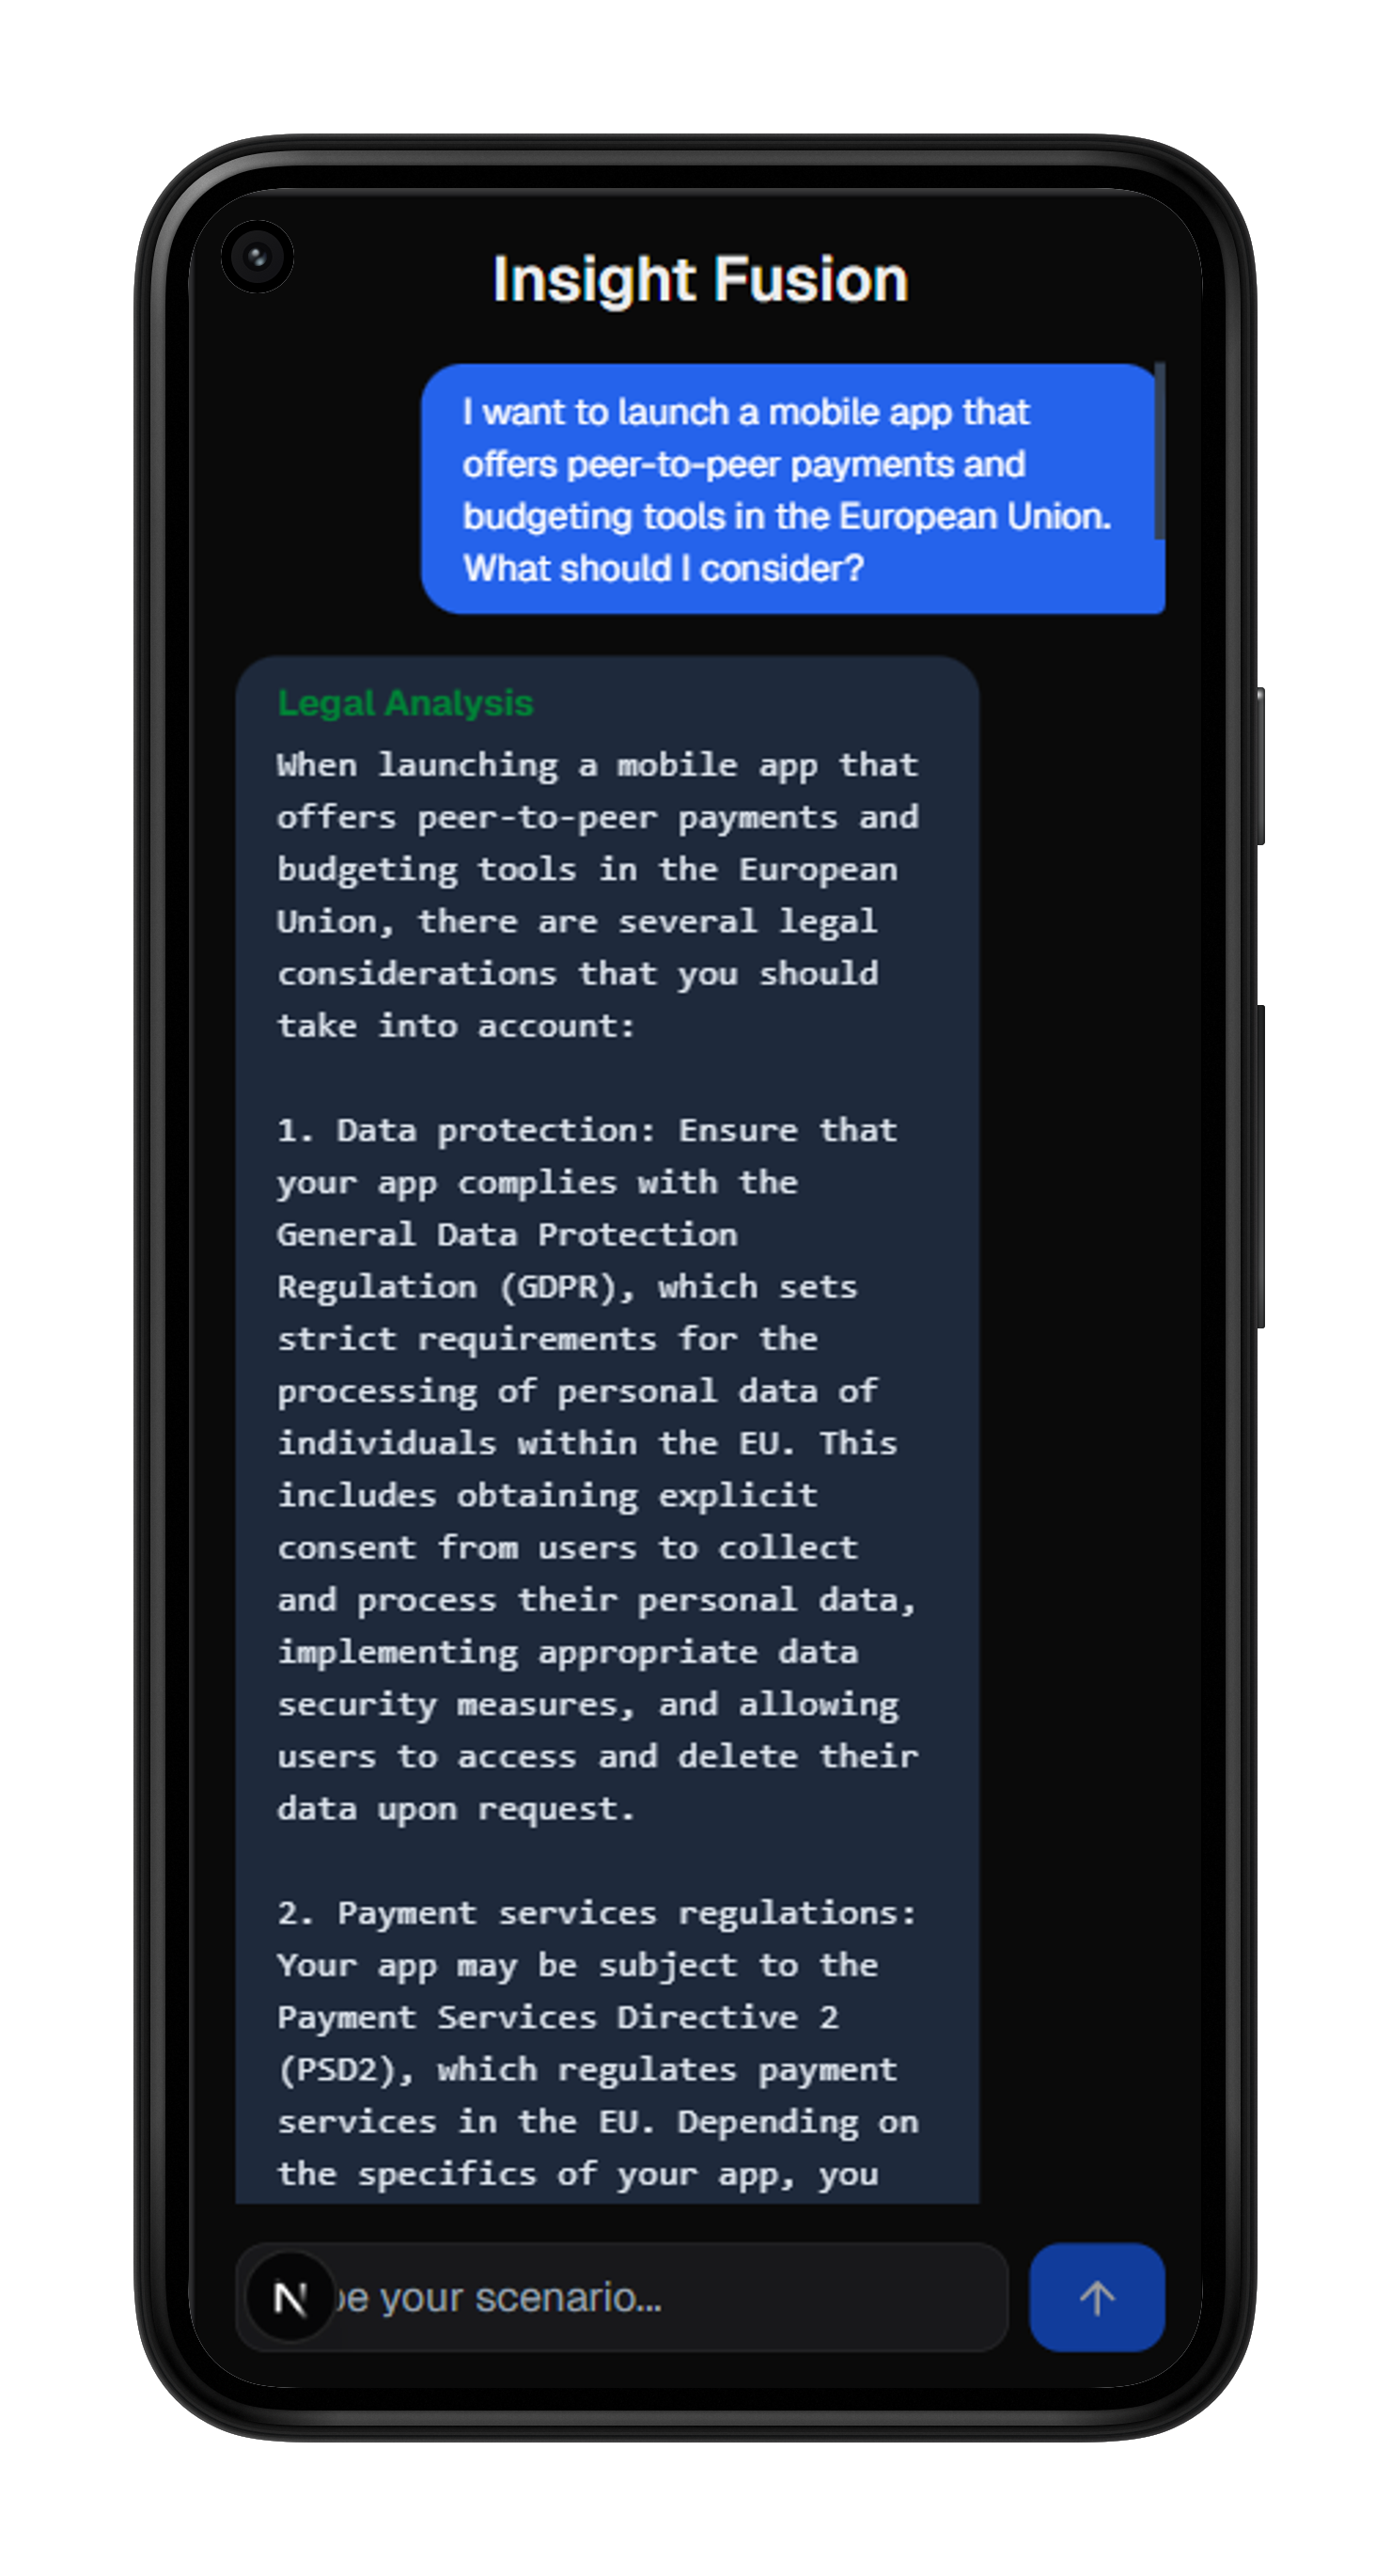 Insight Fusion
I want to launch a mobile app that
offers peer-to-peer payments and
budgeting tools in the European Union.
What should I consider?
Legal Analysis
When launching a mobile app that
offers peer-to-peer payments and
budgeting tools in the European
Union, there are several legal
considerations that you should
take into account:
1. Data protection: Ensure that
your app complies with the
General Data Protection
Regulation (GDPR), which sets
strict requirements for the
processing of personal data of
individuals within the EU. This
includes obtaining explicit
consent from users to collect
and process their personal data,
implementing appropriate data
security measures, and allowing
users to access and delete their
data upon request.
2. Payment services regulations:
Your app may be subject to the
Payment Services Directive 2
(PSD2), which regulates payment
services in the EU. Depending on
the specifics of your app, you
N your scenario...